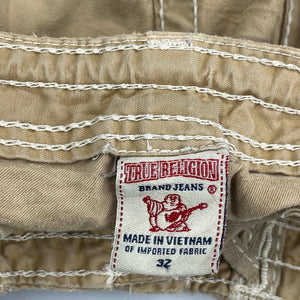 TRUE RELIGION
BRAND JEANS ®
MADE IN VIETNAM
OF IMPORTED FABRIC
32